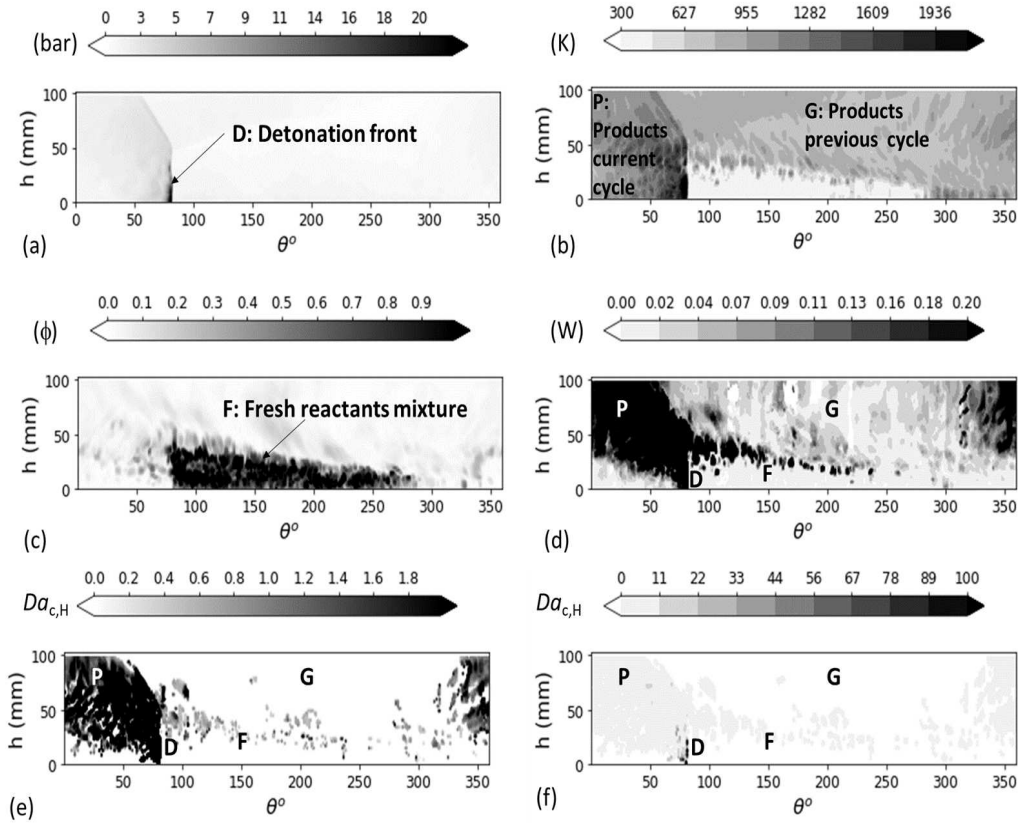 0 3 5 7 9 11 14 16 18 20
(bar)
100
50
0
h (mm)
D: Detonation front
0 50 100 150 200 250 300 350
θº
(a)
300 627 955 1282 1609 1936
(K)
100
50
0
h (mm)
P:
Products
current
cycle
G: Products
previous cycle
50 100 150 200 250 300 350
θº
(b)
0.0 0.1 0.2 0.3 0.4 0.5 0.6 0.7 0.8 0.9
(ϕ)
100
50
0
h (mm)
F: Fresh reactants mixture
50 100 150 200 250 300 350
θº
(c)
0.00 0.02 0.04 0.07 0.09 0.11 0.13 0.16 0.18 0.20
(W)
100
50
0
h (mm)
P G
D F
50 100 150 200 250 300 350
θº
(d)
0.0 0.2 0.4 0.6 0.8 1.0 1.2 1.4 1.6 1.8
Dac,H
100
50
0
h (mm)
P G
D F
50 100 150 200 250 300 350
θº
(e)
0 11 22 33 44 56 67 78 89 100
Dac,H
100
50
0
h (mm)
P G
D F
50 100 150 200 250 300 350
θº
(f)